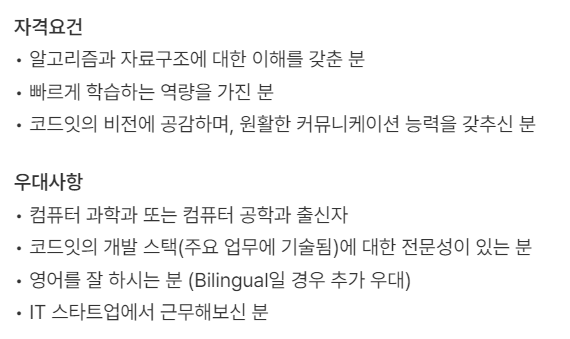 자격요건
• 알고리즘과 자료구조에 대한 이해를 갖춘 분
• 빠르게 학습하는 역량을 가진 분
• 코드잇의 비전에 공감하며, 원활한 커뮤니케이션 능력을 갖추신 분
우대사항
• 컴퓨터 과학과 또는 컴퓨터 공학과 출신자
• 코드잇의 개발 스택(주요 업무에 기술됨)에 대한 전문성이 있는 분
• 영어를 잘 하시는 분 (Bilingual일 경우 추가 우대)
• IT 스타트업에서 근무해보신 분